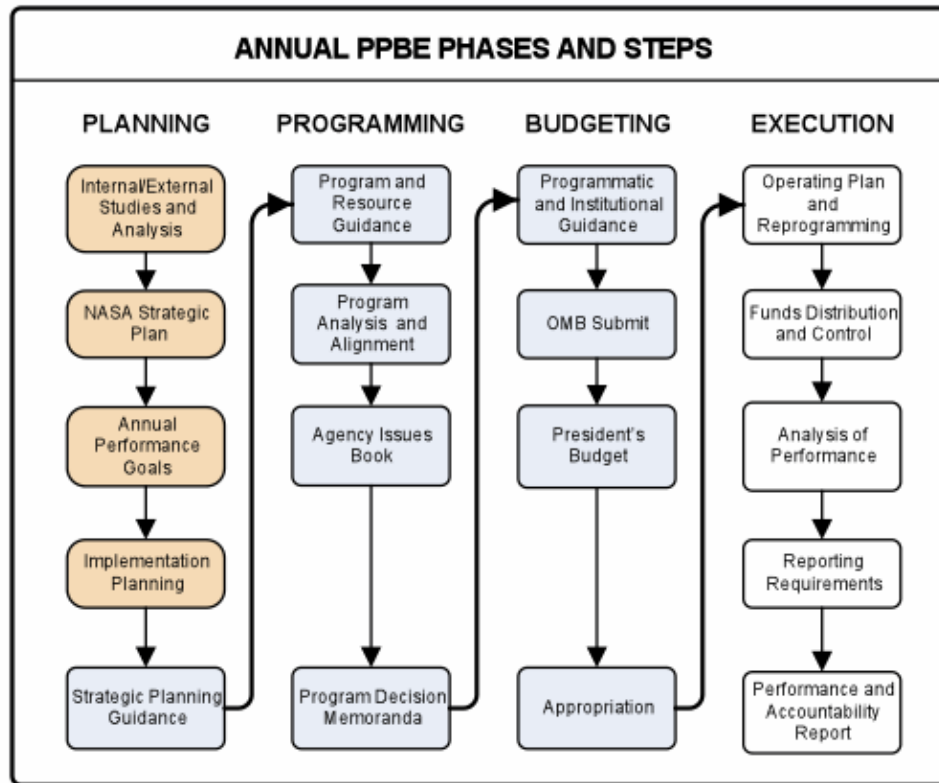 ANNUAL PPBE PHASES AND STEPS
PLANNING
Internal/External
Studies and
Analysis
NASA Strategic
Plan
Annual
Performance
Goals
Implementation
Planning
Strategic Planning
Guidance
PROGRAMMING
Program and
Resource
Guidance
Program
Analysis and
Alignment
Agency Issues
Book
Program Decision
Memoranda
BUDGETING
Programmatic
and Institutional
Guidance
OMB Submit
President's
Budget
Appropriation
EXECUTION
Operating Plan
and
Reprogramming
Funds Distribution
and Control
Analysis of
Performance
Reporting
Requirements
Performance and
Accountability
Report